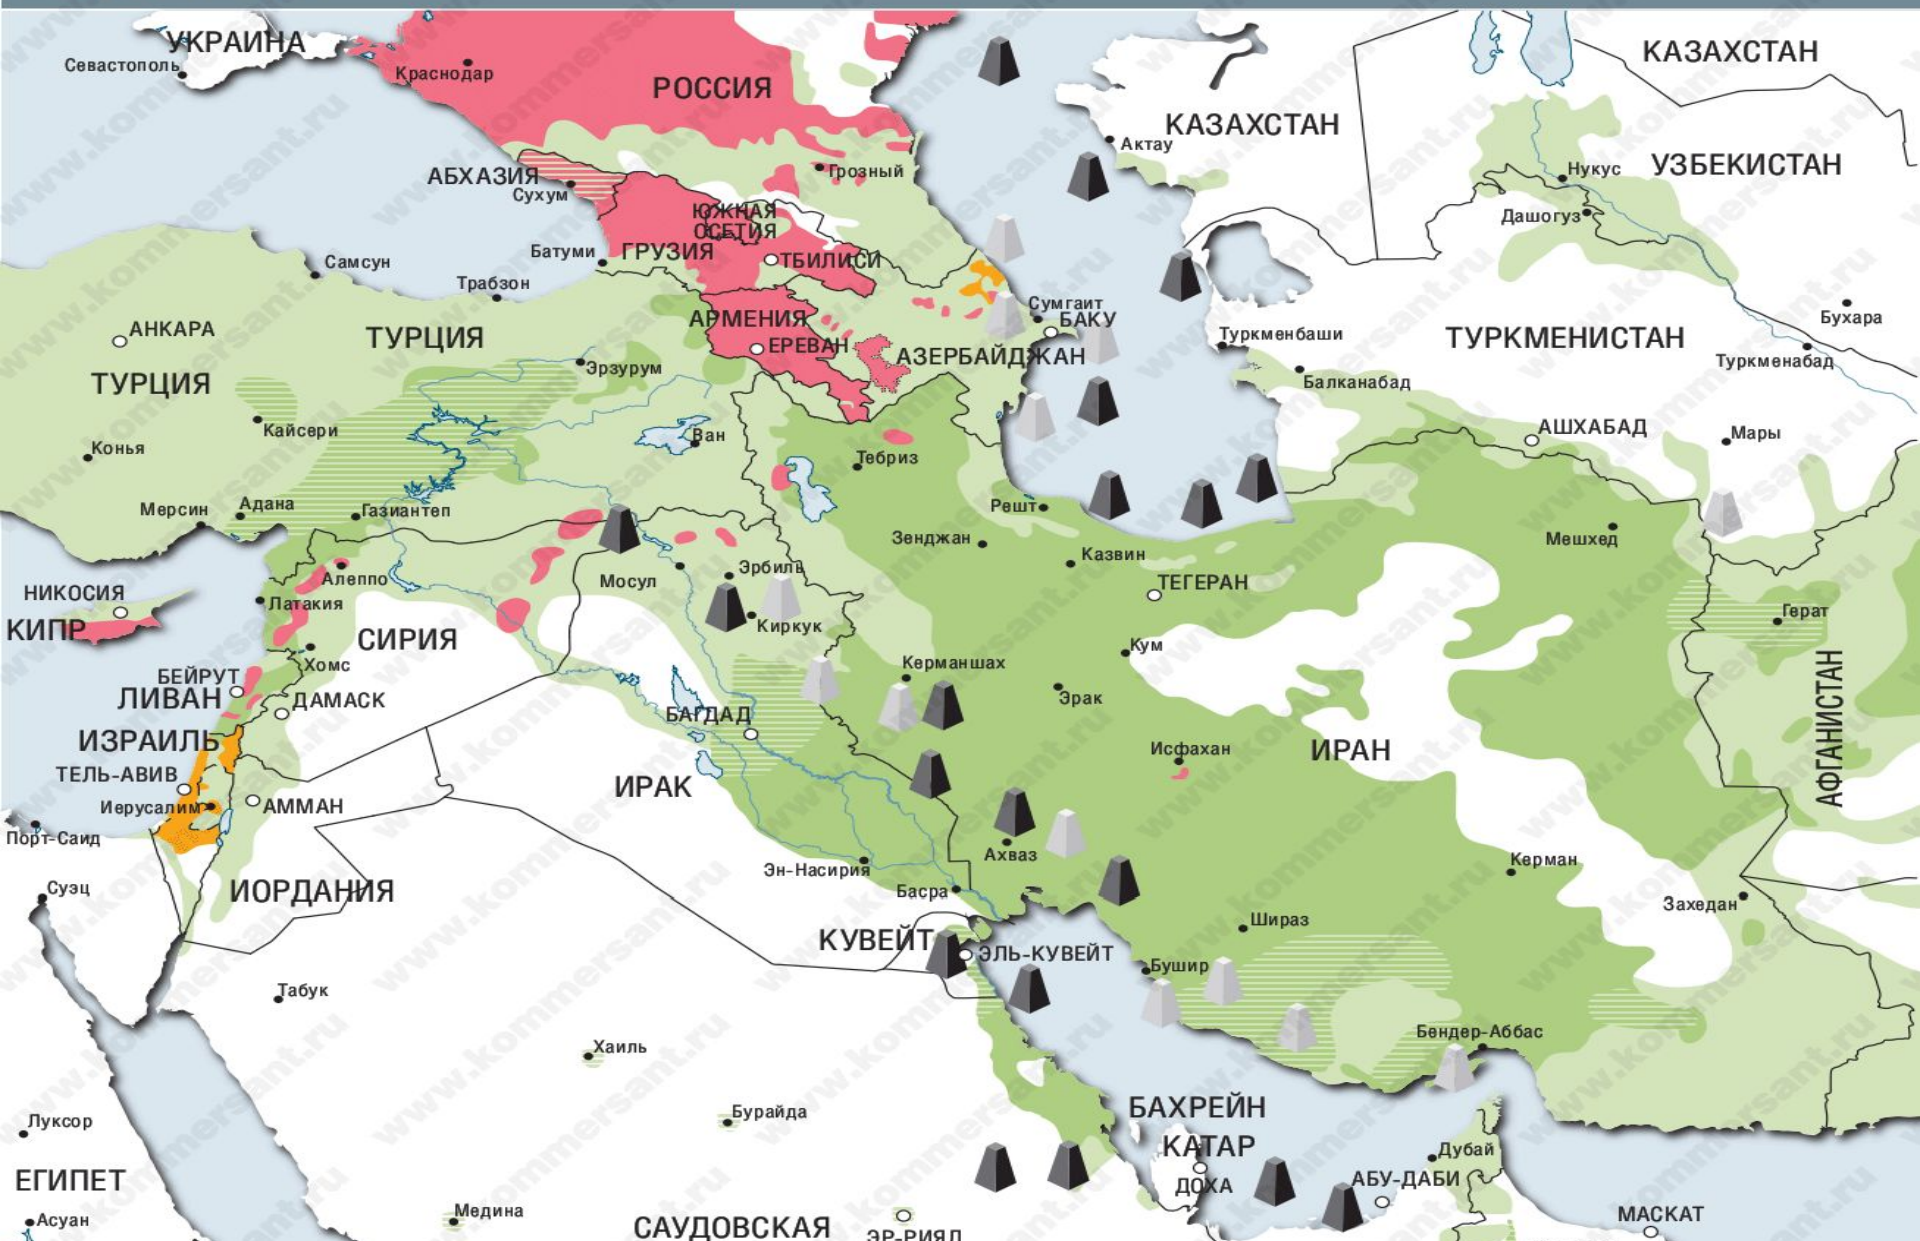 УКРАИНА
Севастополь
Краснодар
РОССИЯ
КАЗАХСТАН
КАЗАХСТАН
Актау
УЗБЕКИСТАН
Нукус
Дашогуз
АБХАЗИЯ
Сухум
Грозный
ЮЖНАЯ
ОСЕТИЯ
Батуми
ГРУЗИЯ
ТБИЛИСИ
Самсун
Трабзон
Сумгаит
БАКУ
АРМЕНИЯ
ЕРЕВАН
АЗЕРБАЙДЖАН
Туркменбаши
ТУРКМЕНИСТАН
Бухара
Туркменабад
Балканабад
АШХАБАД
Мары
АНКАРА
ТУРЦИЯ
ТУРЦИЯ
Эрзурум
Кайсери
Конья
Ван
Тебриз
Мерсин
Адана
Газиантеп
Решт
Зенджан
Казвин
ТЕГЕРАН
Мешхед
НИКОСИЯ
КИПР
Алеппо
Латакия
СИРИЯ
Хомс
Мосул
Эрбиль
Киркук
Керманшах
Кум
Эрак
Герат
АФГАНИСТАН
БЕЙРУТ
ЛИВАН
ДАМАСК
ИЗРАИЛЬ
ТЕЛЬ-АВИВ
Иерусалим
АММАН
БАГДАД
ИРАК
Исфахан
ИРАН
Порт-Саид
Суэц
ИОРДАНИЯ
Эн-Насирия
Басра
Ахваз
Керман
Захедан
Шираз
КУВЕЙТ
ЭЛЬ-КУВЕЙТ
Бушир
Бендер-Аббас
Табук
Хаиль
Бурайда
Луксор
ЕГИПЕТ
Асуан
Медина
САУДОВСКАЯ
ЭР-РИЯД
БАХРЕЙН
КАТАР
ДОХА
Дубай
АБУ-ДАБИ
МАСКАТ
www.kommersant.ru